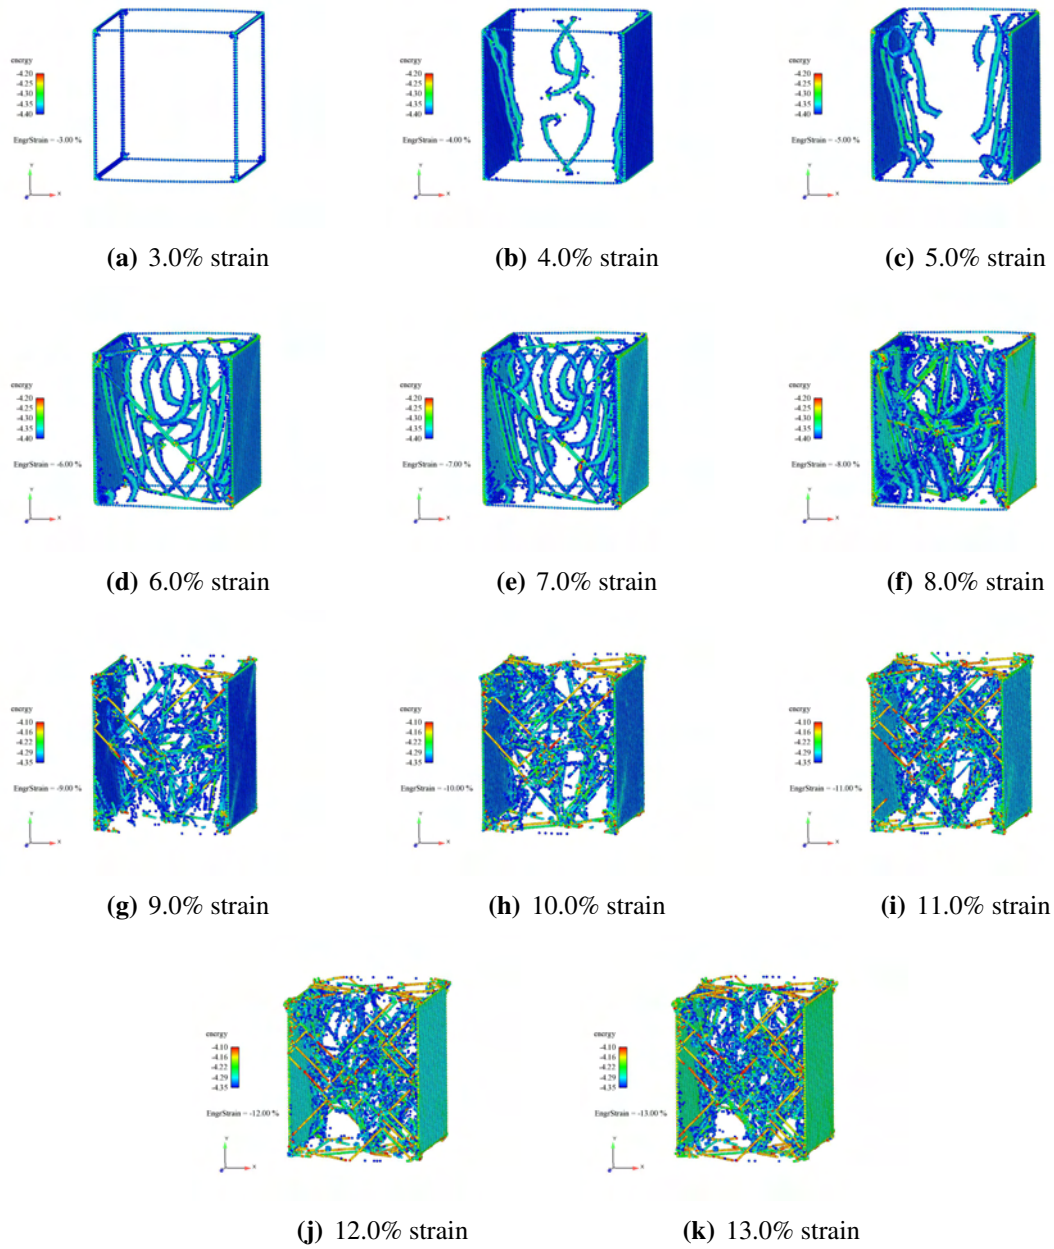 energy
-4.20
-4.25
-4.30
-4.35
-4.40
EngrStrain = -3.00 %
Y
X
(a) 3.0% strain
energy
-4.20
-4.25
-4.30
-4.35
-4.40
EngrStrain = -4.00 %
Y
X
(b) 4.0% strain
energy
-4.20
-4.25
-4.30
-4.35
-4.40
EngrStrain = -5.00 %
Y
X
(c) 5.0% strain
energy
-4.20
-4.25
-4.30
-4.35
-4.40
EngrStrain = -6.00 %
Y
X
(d) 6.0% strain
energy
-4.20
-4.25
-4.30
-4.35
-4.40
EngrStrain = -7.00 %
Y
X
(e) 7.0% strain
energy
-4.20
-4.25
-4.30
-4.35
-4.40
EngrStrain = -8.00 %
Y
X
(f) 8.0% strain
energy
-4.10
-4.16
-4.22
-4.29
-4.35
EngrStrain = -9.00 %
Y
X
(g) 9.0% strain
energy
-4.10
-4.16
-4.22
-4.29
-4.35
EngrStrain = -10.00 %
Y
X
(h) 10.0% strain
energy
-4.10
-4.16
-4.22
-4.29
-4.35
EngrStrain = -11.00 %
Y
X
(i) 11.0% strain
energy
-4.10
-4.16
-4.22
-4.29
-4.35
EngrStrain = -12.00 %
Y
X
(j) 12.0% strain
energy
-4.10
-4.16
-4.22
-4.29
-4.35
EngrStrain = -13.00 %
Y
X
(k) 13.0% strain